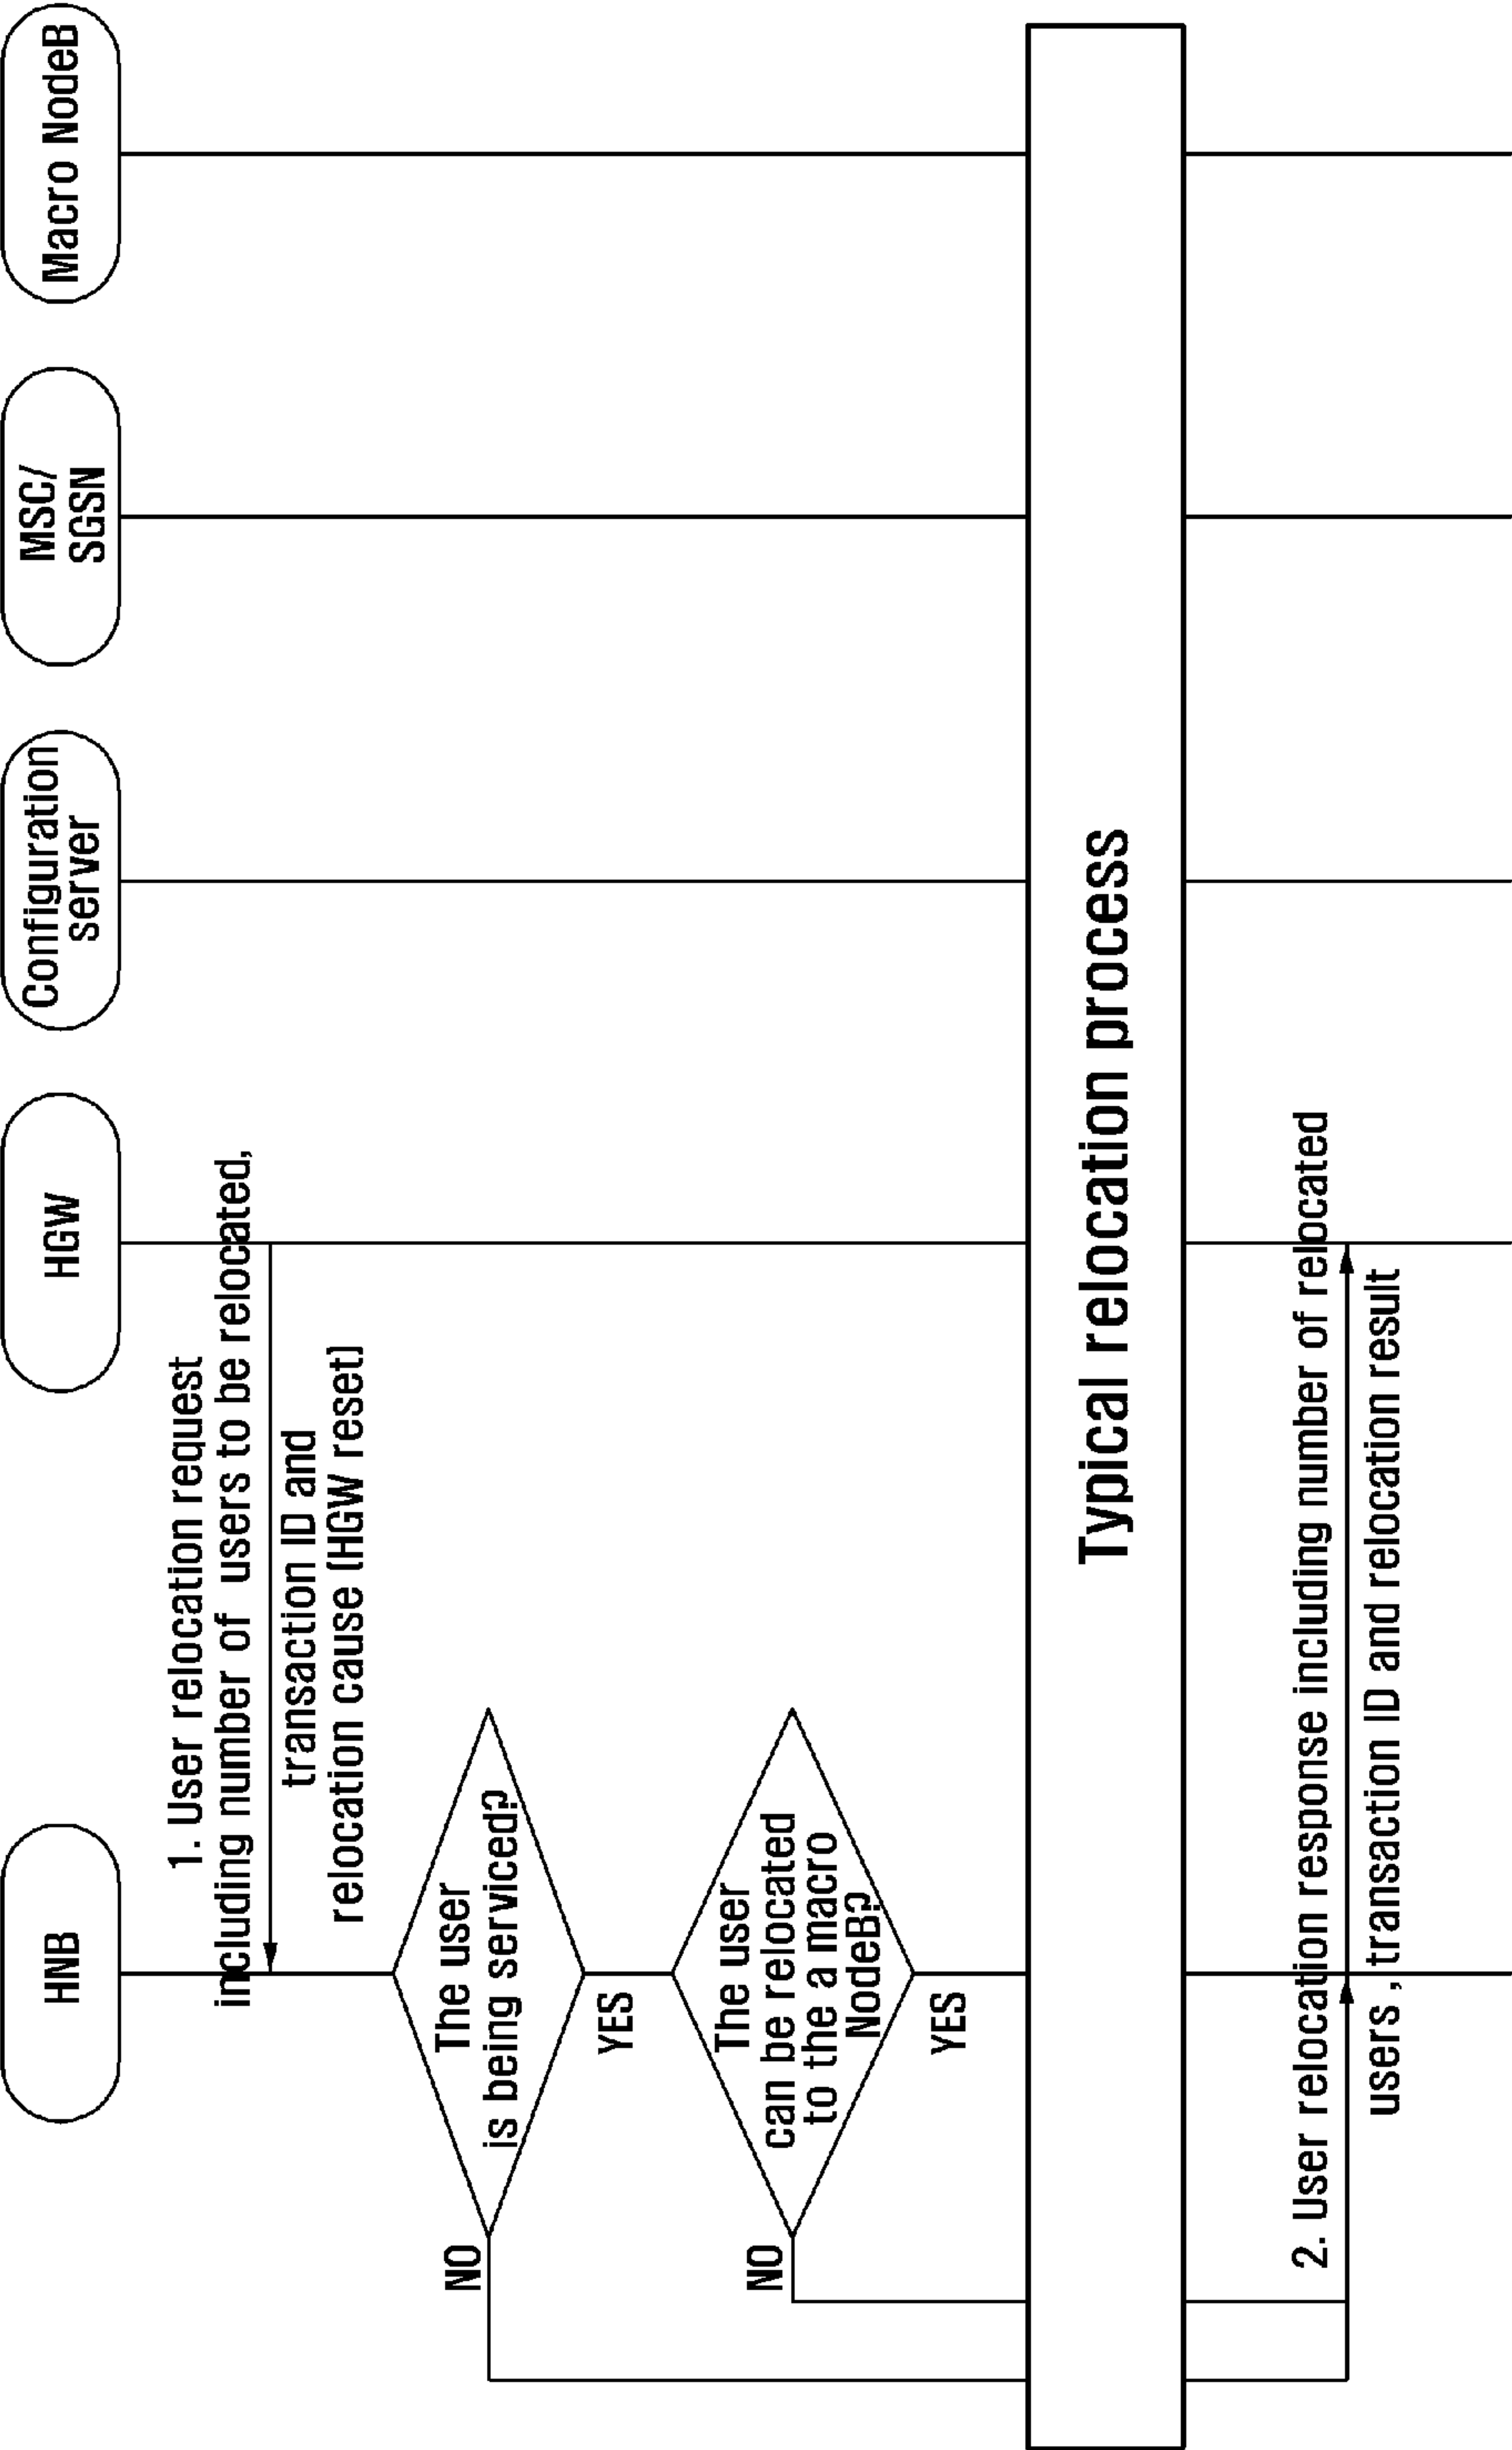 HNB
HGW
Configuration
server
MSC/
SGSN
Macro NodeB
1. User relocation request
including number of users to be relocated,
transaction ID and
relocation cause (HGW reset)
The user
is being serviced?
NO
YES
The user
can be relocated
to the a macro
NodeB?
NO
YES
Typical relocation process
2. User relocation response including number of relocated
users , transaction ID and relocation result